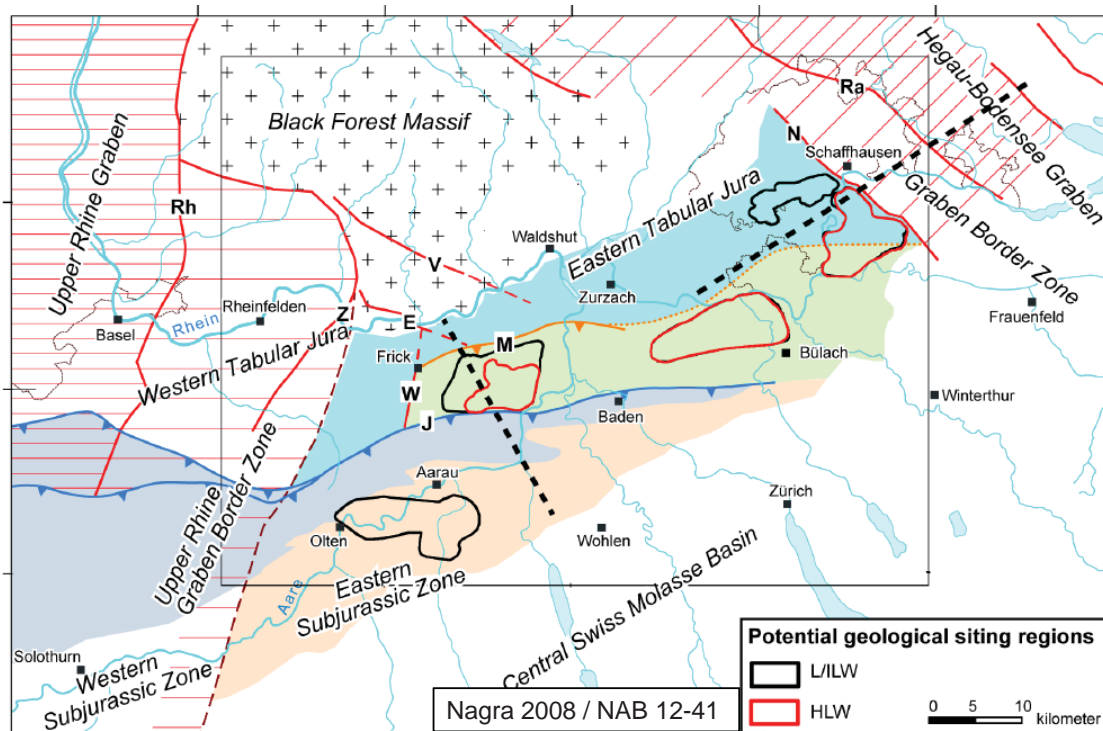 Black Forest Massif
Hegau-Bodensee Graben
Ra
N
Schaffhausen
Upper Rhine Graben
Rh
Graben Border Zone
Eastern Tabular Jura
Waldshut
V
Zurzach
Rheinfelden
Basel
Rhein
Z
E
Frauenfeld
Western Tabular Jura
Frick
M
Bülach
W
J
Baden
Winterthur
Aarau
Zürich
Upper Rhine
Graben Border Zone
Olten
Wohlen
Eastern
Subjurassic Zone
Aare
Central Swiss Molasse Basin
Solothurn
Western
Subjurassic Zone
Nagra 2008 / NAB 12-41
Potential geological siting regions
L/ILW
HLW
0 5 10
kilometer